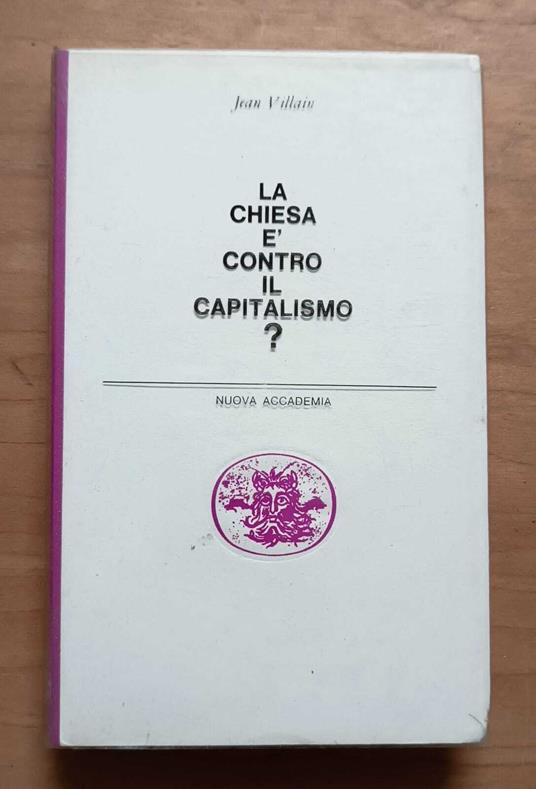 Jean Villain
LA
CHIESA
E'
CONTRO
IL
CAPITALISMO
?
NUOVA ACCADEMIA